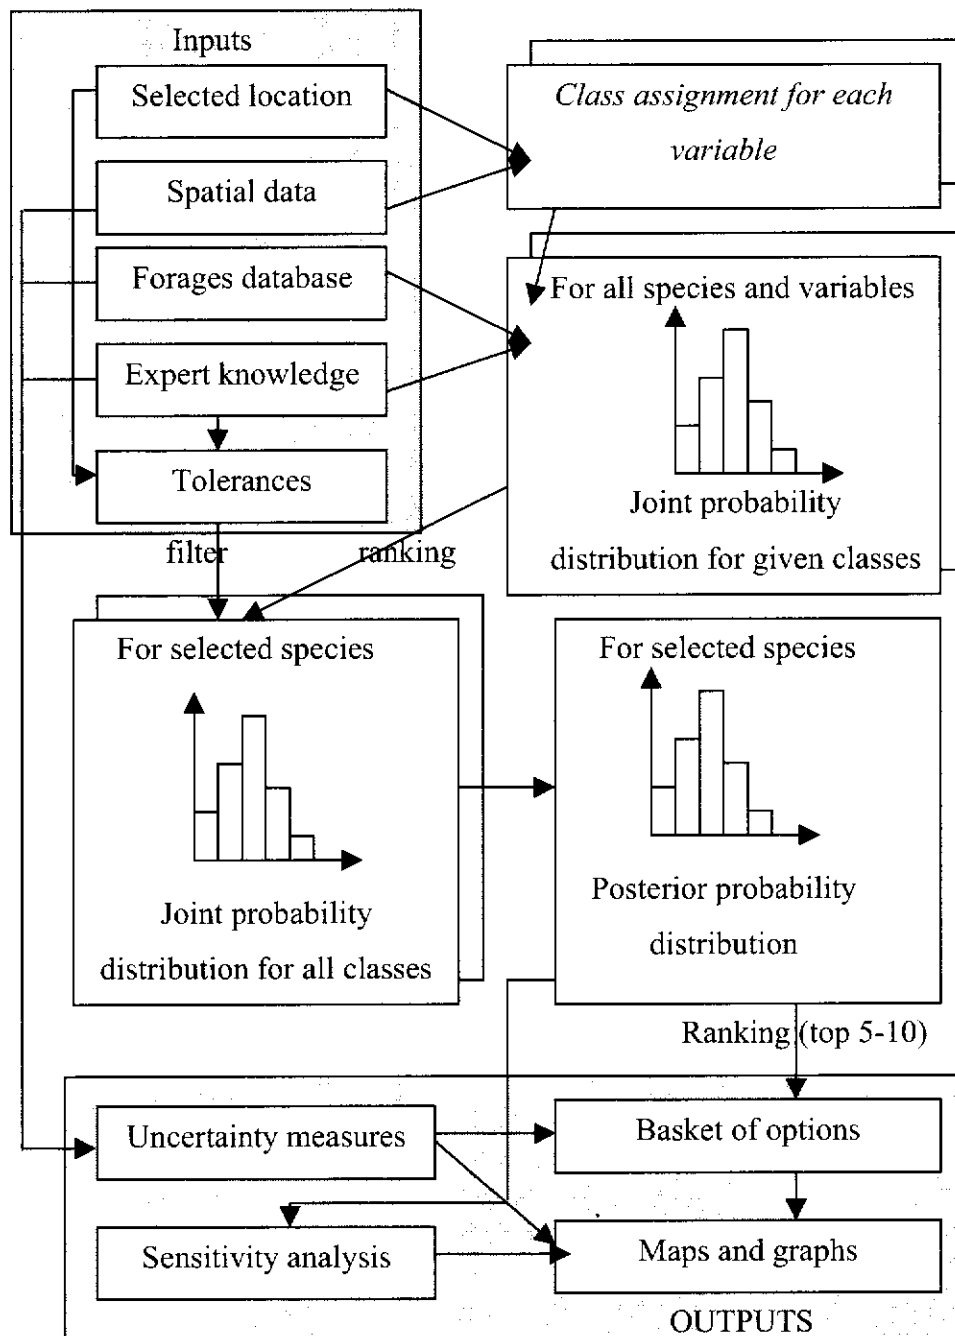 Inputs
Selected location
Spatial data
Forages database
Expert knowledge
Tolerances
Class assignment for each
variable
For all species and variables
Joint probability
distribution for given classes
filter
ranking
For selected species
Joint probability
distribution for all classes
For selected species
Posterior probability
distribution
Ranking (top 5-10)
Uncertainty measures
Basket of options
Sensitivity analysis
Maps and graphs
OUTPUTS